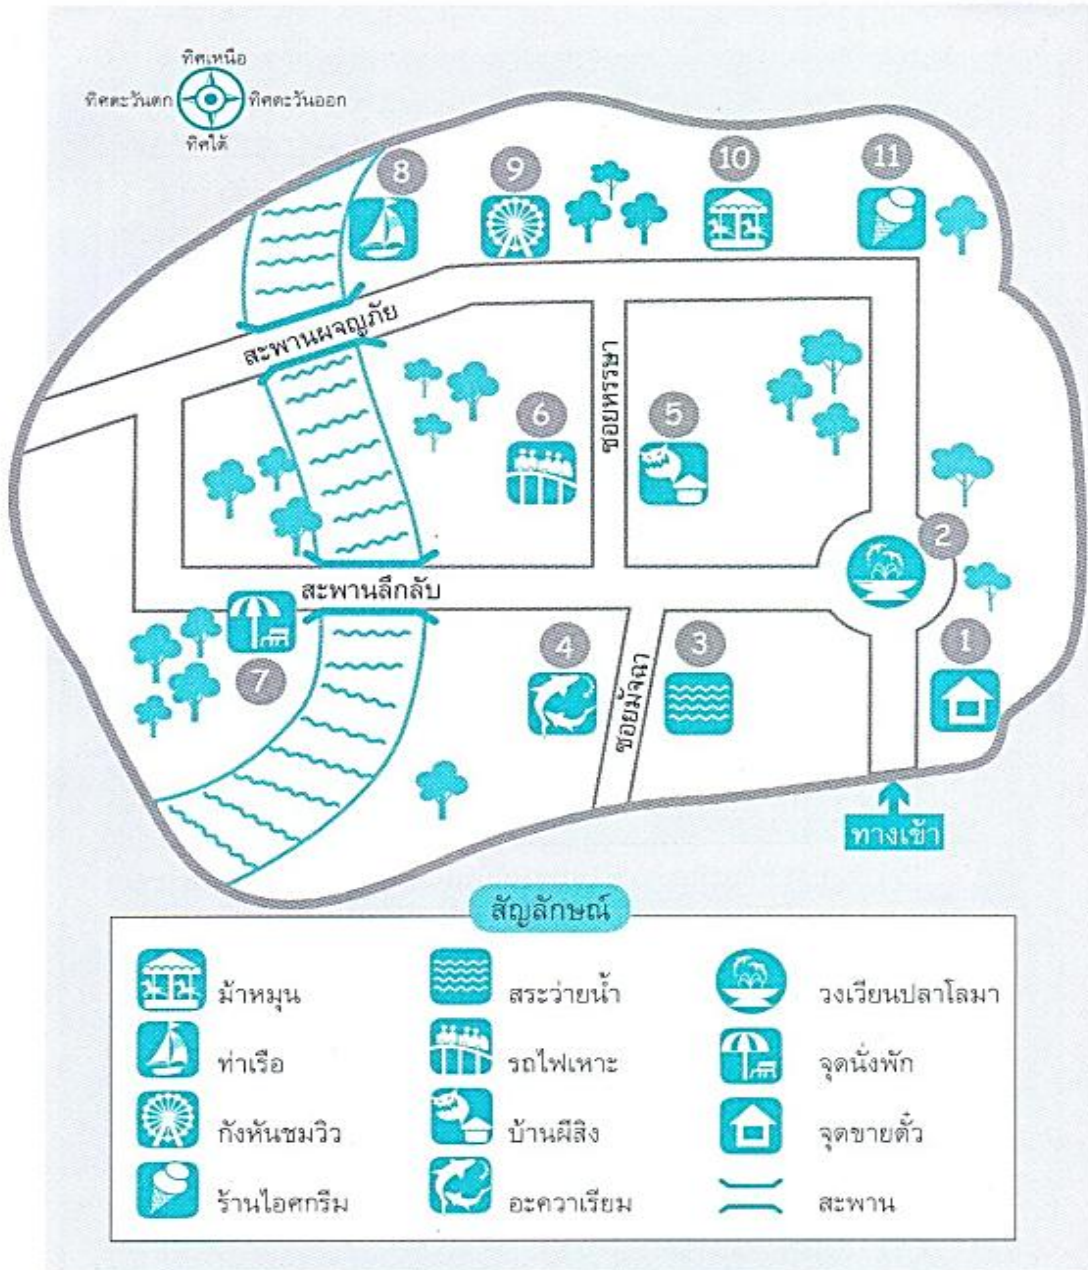 ทิศเหนือ
ทิศตะวันตก ทิศตะวันออก
ทิศใต้
8 9 10 11
สะพานผจญภัย
ซอยหรรษา
6 5
2
สะพานลึกลับ
7 4 3 1
ซอยมัจฉา
ทางเข้า
สัญลักษณ์
ม้าหมุน สระว่ายน้ำ วงเวียนปลาโลมา
ท่าเรือ รถไฟเหาะ จุดนั่งพัก
กังหันชมวิว บ้านผีสิง จุดขายตั๋ว
ร้านไอศกรีม อะควาเรียม สะพาน